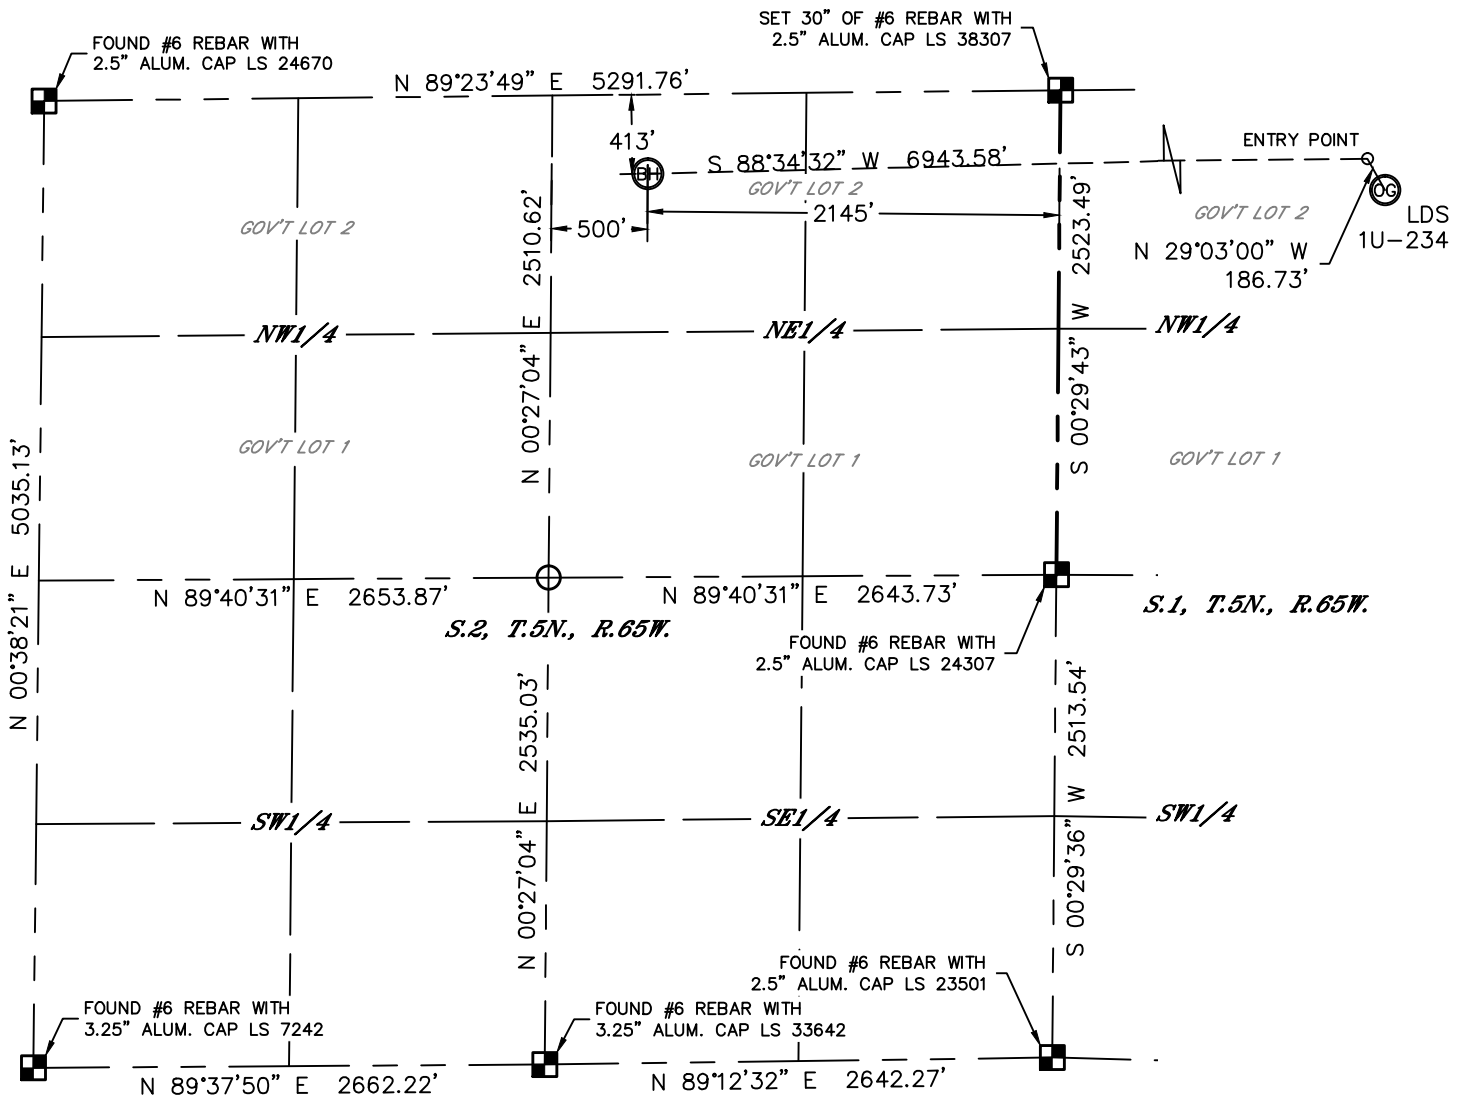 SET 30" OF #6 REBAR WITH
2.5" ALUM. CAP LS 38307
FOUND #6 REBAR WITH
2.5" ALUM. CAP LS 24670
N 89°23'49" E 5291.76'
413'
ENTRY POINT
S 88°34'32" W 6943.58'
BH
GOV'T LOT 2
OG
LDS
1U-234
GOV'T LOT 2
2145'
GOV'T LOT 2
500'
N 29°03'00" W
186.73'
N 00°27'04" E 2510.62'
S 00°29'43" W 2523.49'
NW1/4
NE1/4
NW1/4
GOV'T LOT 1
GOV'T LOT 1
GOV'T LOT 1
N 00°38'21" E 5035.13'
N 89°40'31" E 2653.87'
N 89°40'31" E 2643.73'
S.2, T.5N., R.65W.
S.1, T.5N., R.65W.
FOUND #6 REBAR WITH
2.5" ALUM. CAP LS 24307
N 00°27'04" E 2535.03'
S 00°29'36" W 2513.54'
SW1/4
SE1/4
SW1/4
FOUND #6 REBAR WITH
2.5" ALUM. CAP LS 23501
FOUND #6 REBAR WITH
3.25" ALUM. CAP LS 7242
FOUND #6 REBAR WITH
3.25" ALUM. CAP LS 33642
N 89°37'50" E 2662.22'
N 89°12'32" E 2642.27'